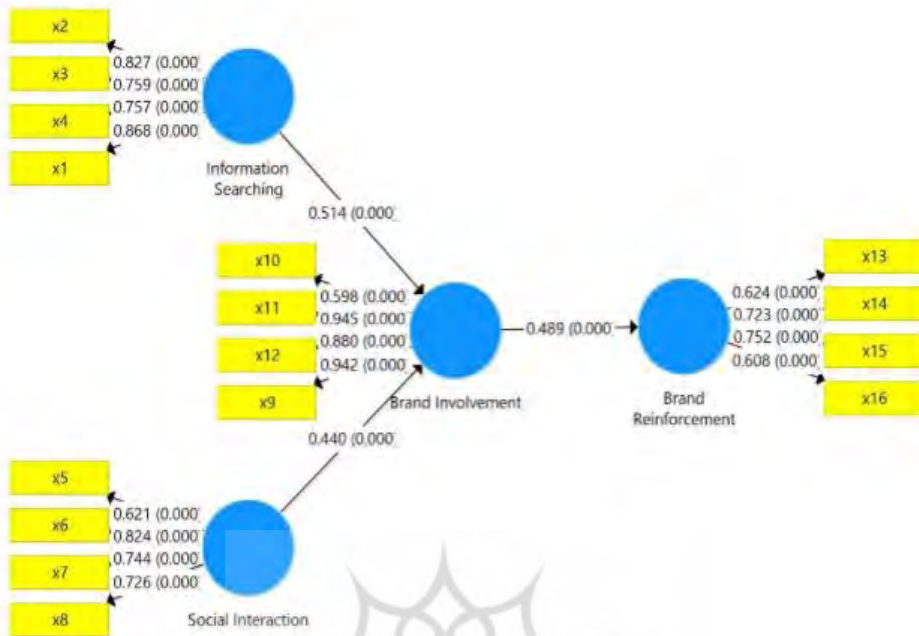 x2
x3
x4
x1
0.827 (0.000
0.759 (0.000
0.757 (0.000
0.868 (0.000
Information
Searching
0.514 (0.000
x10
x11
x12
x9
0.598 (0.000
0.945 (0.000
0.880 (0.000
0.942 (0.000
Brand Involvement
0.489 (0.000
x13
x14
x15
x16
0.624 (0.000
0.723 (0.000
0.752 (0.000
0.608 (0.000
Brand
Reinforcement
0.440 (0.000
x5
x6
x7
x8
0.621 (0.000
0.824 (0.000
0.744 (0.000
0.726 (0.000
Social Interaction